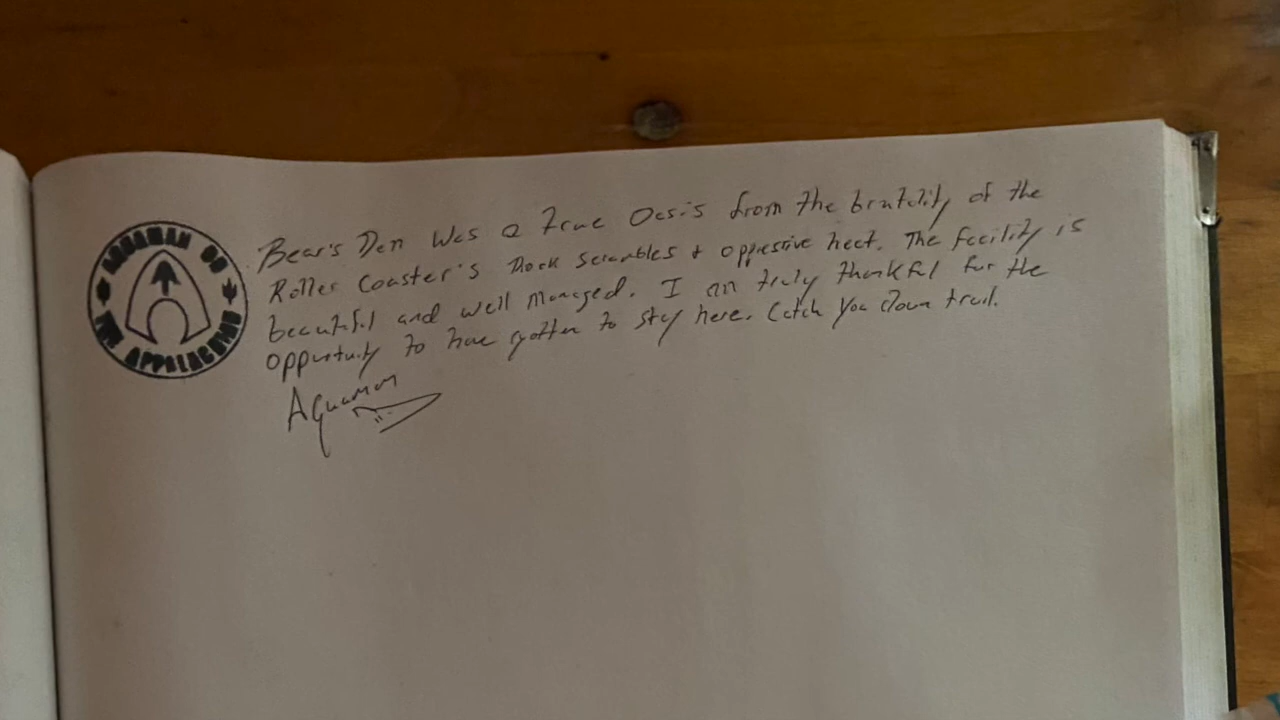 AQUAMAN ON
THE APPALACHIANS
Bear's Den was a true Oasis from the brutality of the
Roller Coaster's Rock scrambles + oppressive heat. The facility is
beautiful and well managed. I am truly thankful for the
opportunity to have gotten to stay here. Catch you down trail.
Aquaman